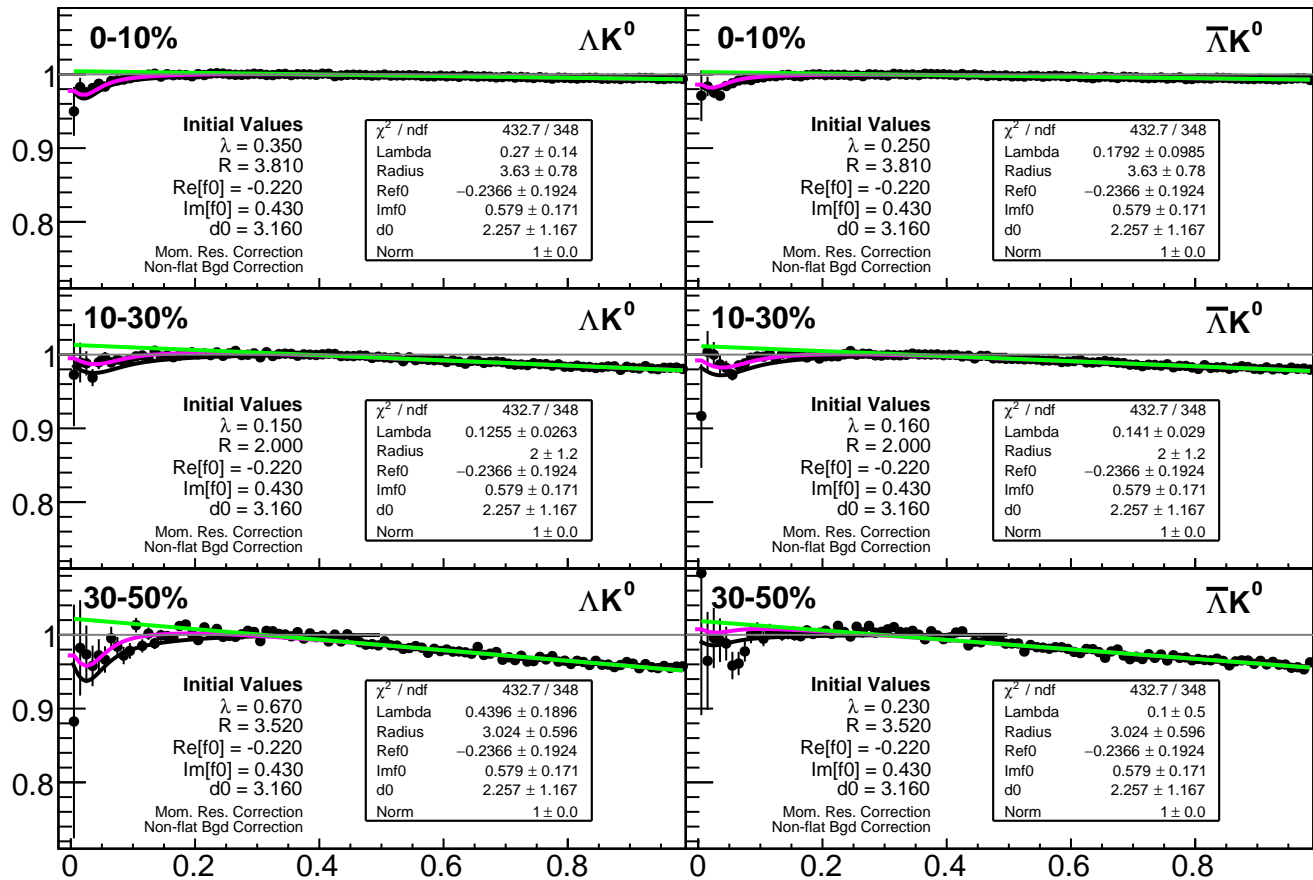 0-10% ΛK⁰
1
0.9
0.8
Initial Values
λ = 0.350
R = 3.810
Re[f0] = -0.220
Im[f0] = 0.430
d0 = 3.160
Mom. Res. Correction
Non-flat Bgd Correction
χ² / ndf 432.7 / 348
Lambda 0.27 ± 0.14
Radius 3.63 ± 0.78
Ref0 −0.2366 ± 0.1924
Imf0 0.579 ± 0.171
d0 2.257 ± 1.167
Norm 1 ± 0.0
0-10% Λ̅K⁰
Initial Values
λ = 0.250
R = 3.810
Re[f0] = -0.220
Im[f0] = 0.430
d0 = 3.160
Mom. Res. Correction
Non-flat Bgd Correction
χ² / ndf 432.7 / 348
Lambda 0.1792 ± 0.0985
Radius 3.63 ± 0.78
Ref0 −0.2366 ± 0.1924
Imf0 0.579 ± 0.171
d0 2.257 ± 1.167
Norm 1 ± 0.0
10-30% ΛK⁰
1
0.9
0.8
Initial Values
λ = 0.150
R = 2.000
Re[f0] = -0.220
Im[f0] = 0.430
d0 = 3.160
Mom. Res. Correction
Non-flat Bgd Correction
χ² / ndf 432.7 / 348
Lambda 0.1255 ± 0.0263
Radius 2 ± 1.2
Ref0 −0.2366 ± 0.1924
Imf0 0.579 ± 0.171
d0 2.257 ± 1.167
Norm 1 ± 0.0
10-30% Λ̅K⁰
Initial Values
λ = 0.160
R = 2.000
Re[f0] = -0.220
Im[f0] = 0.430
d0 = 3.160
Mom. Res. Correction
Non-flat Bgd Correction
χ² / ndf 432.7 / 348
Lambda 0.141 ± 0.029
Radius 2 ± 1.2
Ref0 −0.2366 ± 0.1924
Imf0 0.579 ± 0.171
d0 2.257 ± 1.167
Norm 1 ± 0.0
30-50% ΛK⁰
1
0.9
0.8
Initial Values
λ = 0.670
R = 3.520
Re[f0] = -0.220
Im[f0] = 0.430
d0 = 3.160
Mom. Res. Correction
Non-flat Bgd Correction
χ² / ndf 432.7 / 348
Lambda 0.4396 ± 0.1896
Radius 3.024 ± 0.596
Ref0 −0.2366 ± 0.1924
Imf0 0.579 ± 0.171
d0 2.257 ± 1.167
Norm 1 ± 0.0
30-50% Λ̅K⁰
Initial Values
λ = 0.230
R = 3.520
Re[f0] = -0.220
Im[f0] = 0.430
d0 = 3.160
Mom. Res. Correction
Non-flat Bgd Correction
χ² / ndf 432.7 / 348
Lambda 0.1 ± 0.5
Radius 3.024 ± 0.596
Ref0 −0.2366 ± 0.1924
Imf0 0.579 ± 0.171
d0 2.257 ± 1.167
Norm 1 ± 0.0
0 0.2 0.4 0.6 0.8 0 0.2 0.4 0.6 0.8